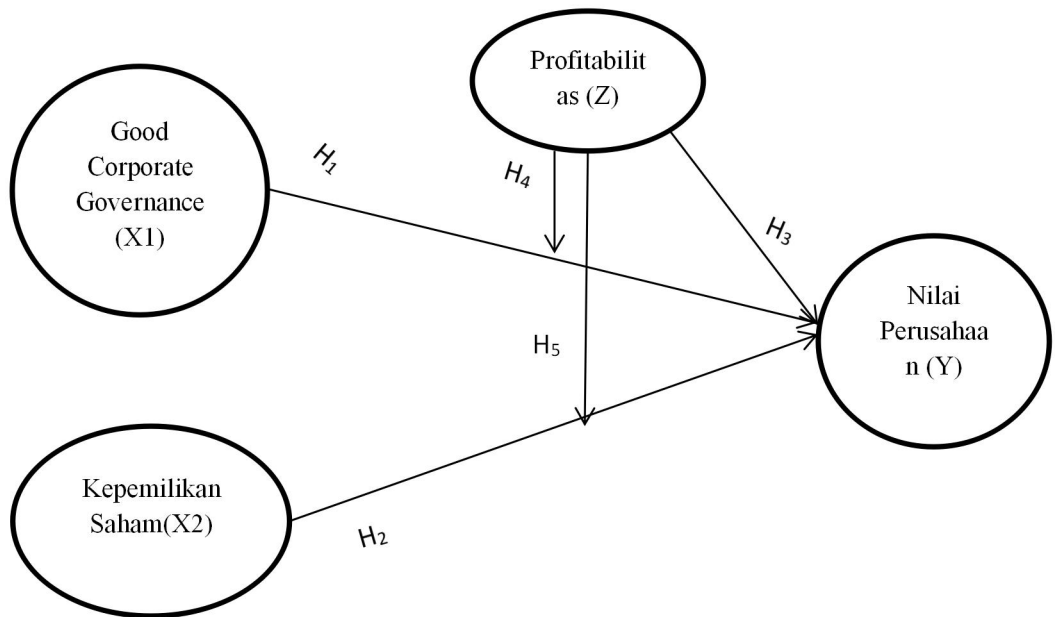 Profitabilit
as (Z)
Good
Corporate
Governance
(X1)
H₁
H₄
H₃
Nilai
Perusahaa
n (Y)
H₅
Kepemilikan
Saham(X2)
H₂